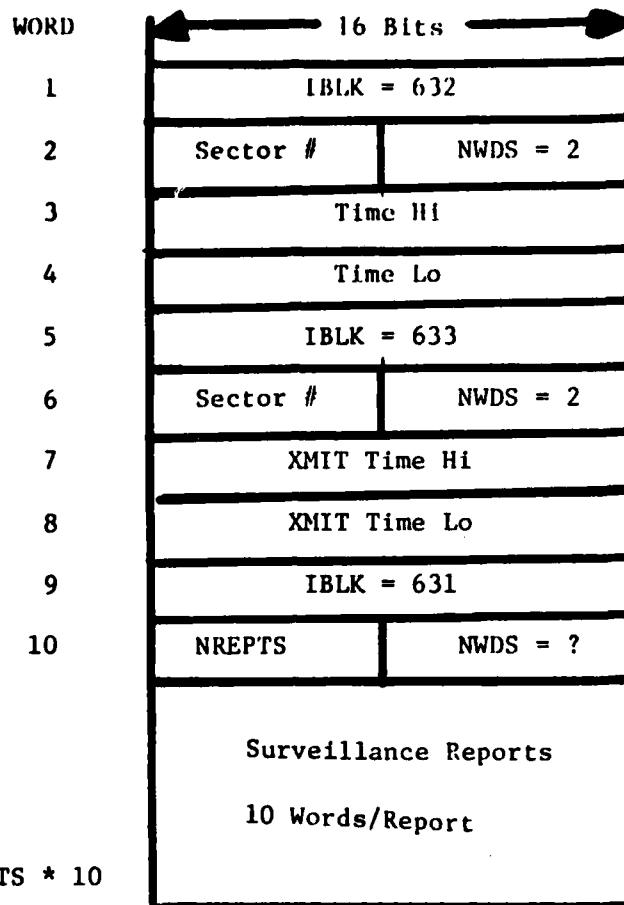 WORD 16 Bits
1 IBLK = 632
2 Sector # NWDS = 2
3 Time Hi
4 Time Lo
5 IBLK = 633
6 Sector # NWDS = 2
7 XMIT Time Hi
8 XMIT Time Lo
9 IBLK = 631
10 NREPTS NWDS = ?
Surveillance Reports
10 Words/Report
TS * 10